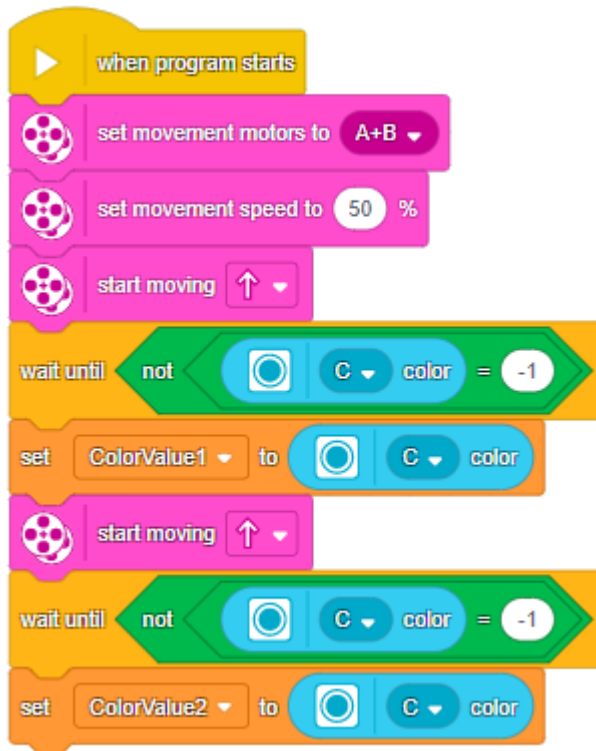 when program starts
set movement motors to A+B
set movement speed to 50 %
start moving
wait until not C color = -1
set ColorValue1 to C color
start moving
wait until not C color = -1
set ColorValue2 to C color